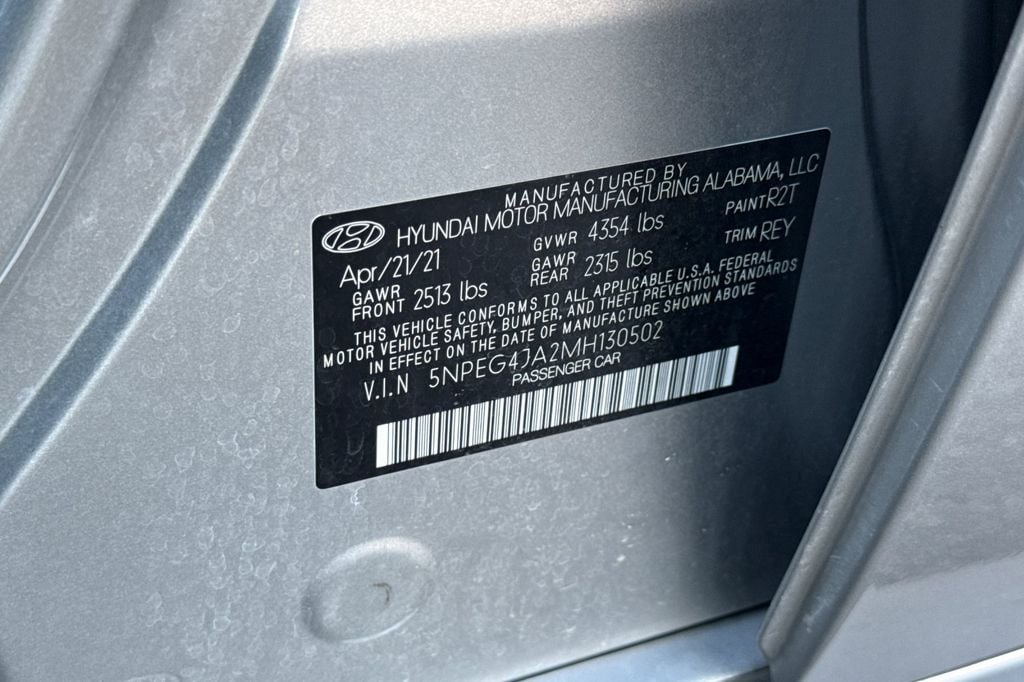 MANUFACTURED BY
HYUNDAI MOTOR MANUFACTURING ALABAMA, LLC
Apr/21/21 GVWR 4354 lbs PAINT R2T
GAWR FRONT 2513 lbs GAWR REAR 2315 lbs TRIM REY
THIS VEHICLE CONFORMS TO ALL APPLICABLE U.S.A. FEDERAL
MOTOR VEHICLE SAFETY, BUMPER, AND THEFT PREVENTION STANDARDS
IN EFFECT ON THE DATE OF MANUFACTURE SHOWN ABOVE
V.I.N 5NPEG4JA2MH130502
PASSENGER CAR